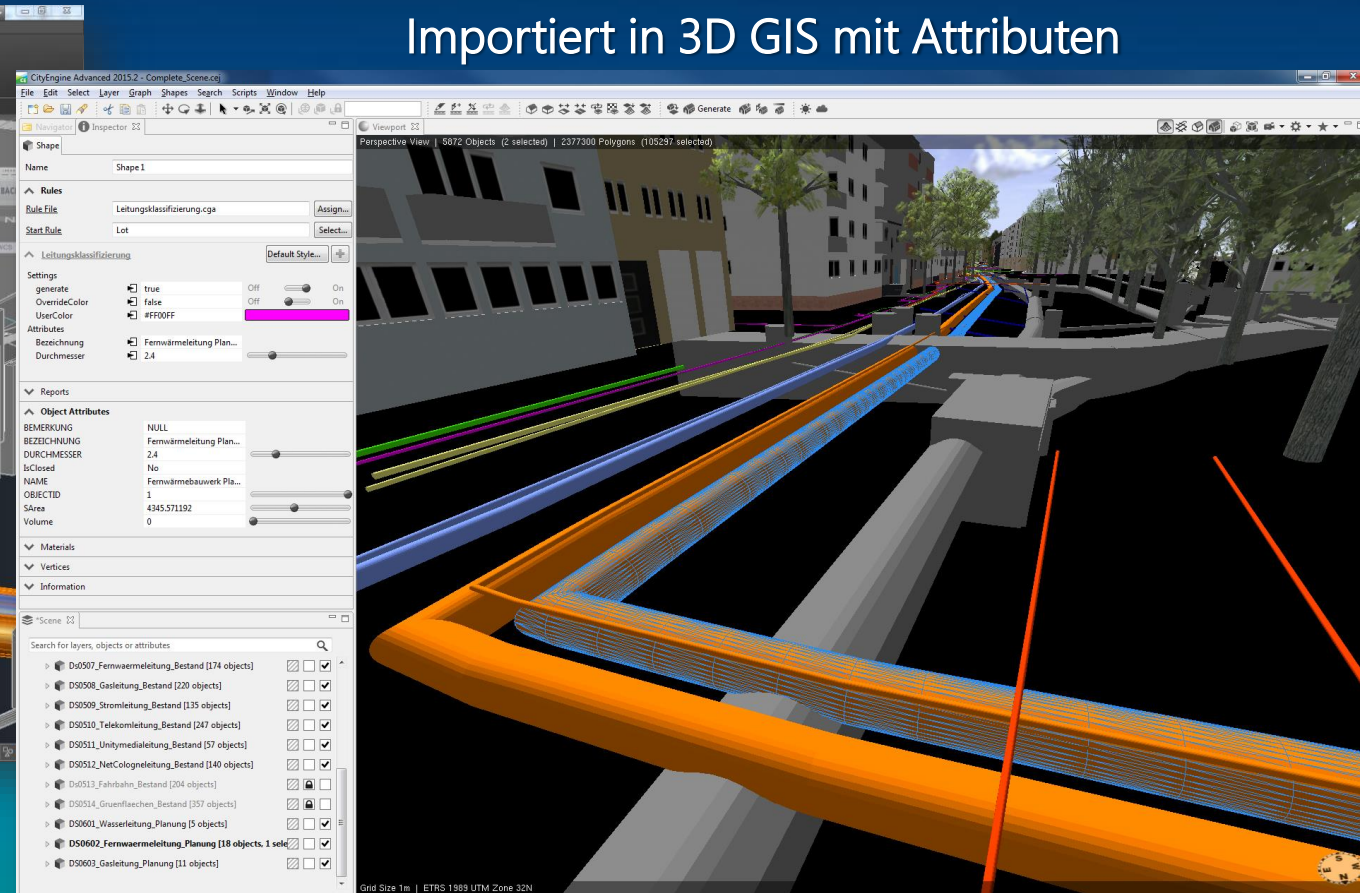 Importiert in 3D GIS mit Attributen
CityEngine Advanced 2015.2 - Complete_Scene.cej
File Edit Select Layer Graph Shapes Search Scripts Window Help
Generate
Navigator Inspector
Viewport
Shape
Perspective View | 5872 Objects (2 selected) | 2377300 Polygons (105297 selected)
Name Shape 1
Rules
Rule File Leitungsklassifizierung.cga Assign...
Start Rule Lot Select...
Leitungsklassifizierung Default Style...
Settings
generate true Off On
OverrideColor false Off On
UserColor #FF00FF
Attributes
Bezeichnung Fernwärmeleitung Plan...
Durchmesser 2.4
Reports
Object Attributes
BEMERKUNG NULL
BEZEICHNUNG Fernwärmeleitung Plan...
DURCHMESSER 2.4
IsClosed No
NAME Fernwärmebauwerk Pla...
OBJECTID 1
SArea 4345.571192
Volume 0
Materials
Vertices
Information
*Scene
Search for layers, objects or attributes
Ds0507_Fernwaermeleitung_Bestand [174 objects]
DS0508_Gasleitung_Bestand [220 objects]
DS0509_Stromleitung_Bestand [135 objects]
DS0510_Telekomleitung_Bestand [247 objects]
DS0511_Unitymedialeitung_Bestand [57 objects]
DS0512_NetCologneleitung_Bestand [140 objects]
Ds0513_Fahrbahn_Bestand [204 objects]
DS0514_Gruenflaechen_Bestand [357 objects]
DS0601_Wasserleitung_Planung [5 objects]
DS0602_Fernwaermeleitung_Planung [18 objects, 1 sele
DS0603_Gasleitung_Planung [11 objects]
Grid Size 1m | ETRS 1989 UTM Zone 32N